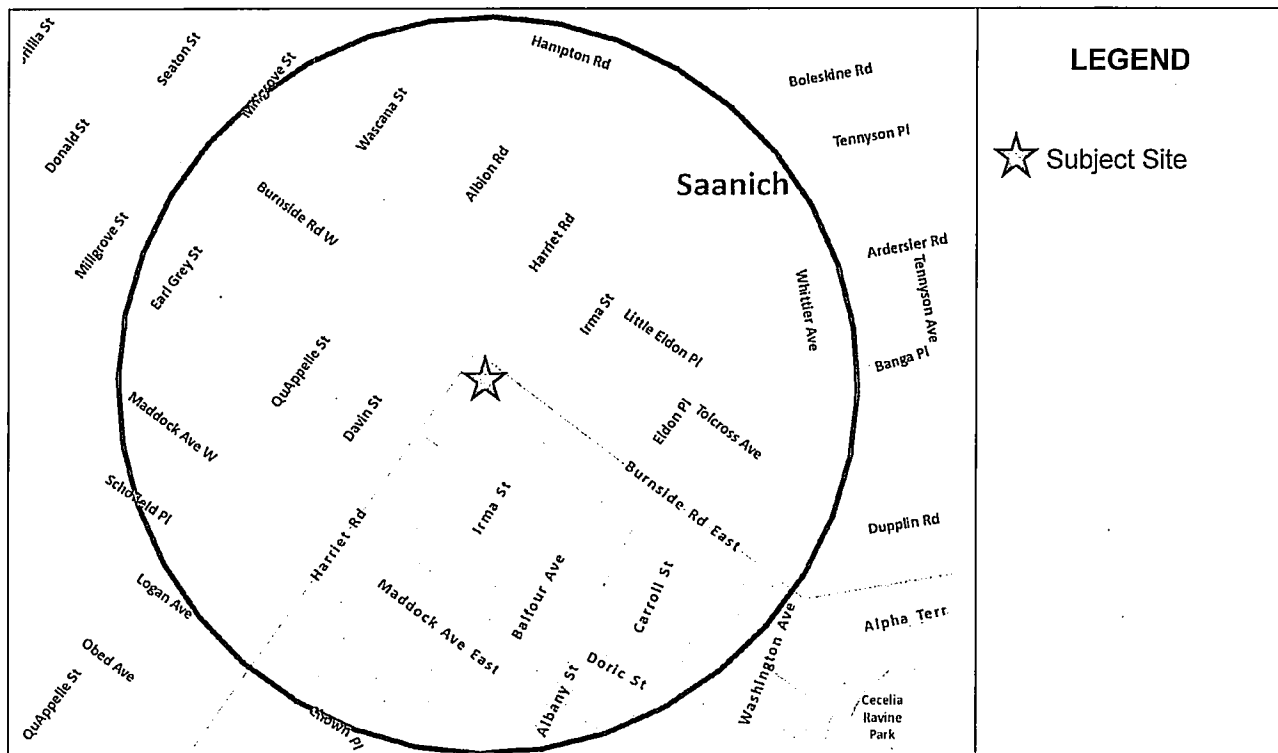 Seaton St
Hampton Rd
LEGEND
Boleskine Rd
Wascana St
Donald St
Tennyson Pl
Subject Site
Albion Rd
Saanich
Burnside Rd W
Millgrove St
Harriet Rd
Ardersier Rd
Earl Grey St
Tennyson Ave
Whittier Ave
Irma St
Little Eldon Pl
Banga Pl
QuAppelle St
Davin St
Eldon Pl
Tolcross Ave
Maddock Ave W
Burnside Rd East
Irma St
Dupplin Rd
Harriet Rd
Logan Ave
Balfour Ave
Carroll St
Maddock Ave East
Alpha Terr
Washington Ave
Obed Ave
Doric St
QuAppelle St
Albany St
Cecelia
Ravine
Park
Chown Pl